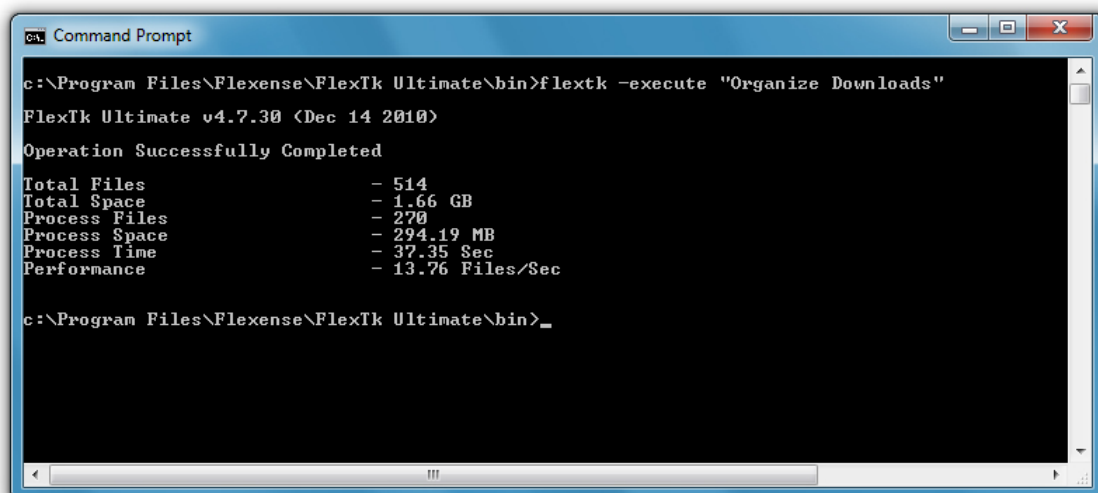 Command Prompt
c:\Program Files\Flexense\FlexTk Ultimate\bin>flextk -execute "Organize Downloads"
FlexTk Ultimate v4.7.30 (Dec 14 2010)
Operation Successfully Completed
Total Files - 514
Total Space - 1.66 GB
Process Files - 270
Process Space - 294.19 MB
Process Time - 37.35 Sec
Performance - 13.76 Files/Sec
c:\Program Files\Flexense\FlexTk Ultimate\bin>_